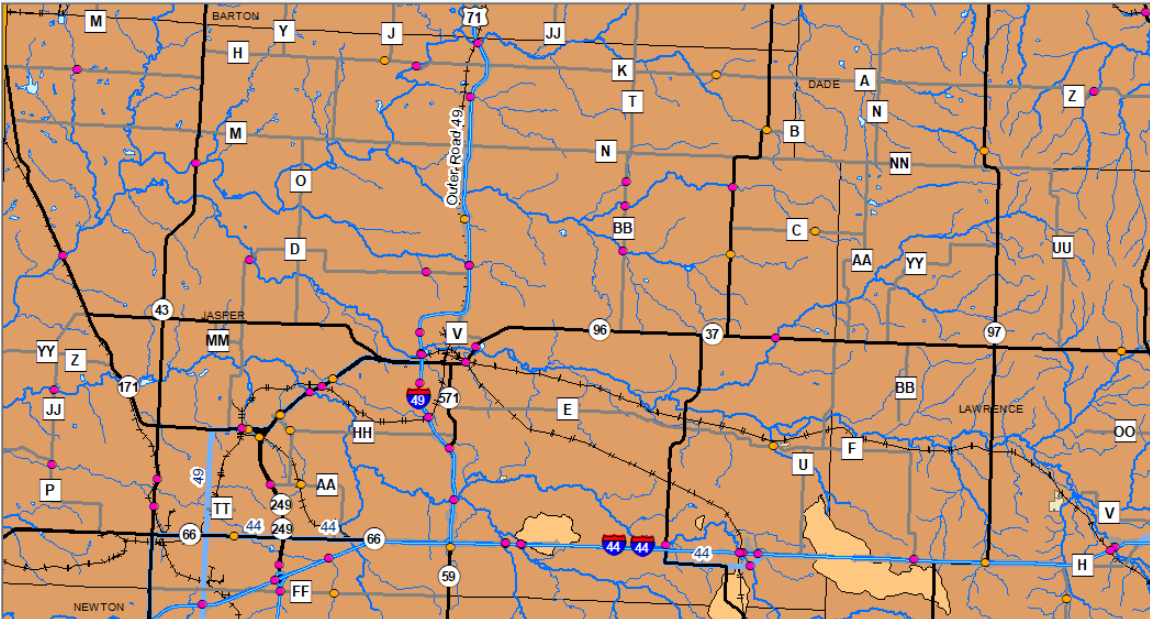 M
BARTON
71
Y
J
JJ
H
K
A
DADE
T
Z
N
Outer Road 49
M
B
N
NN
O
BB
C
D
UU
AA
YY
43
JASPER
V
96
37
97
MM
YY
Z
171
49
571
BB
JJ
E
LAWRENCE
HH
F
OO
U
49
P
AA
249
TT
V
44
249
44
66
66
44
44
44
H
59
FF
NEWTON